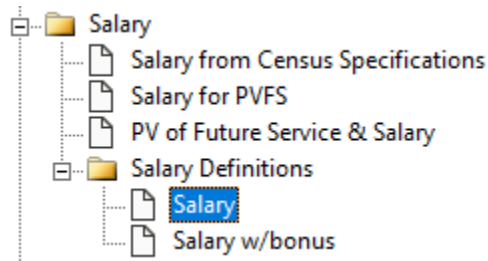 Salary
Salary from Census Specifications
Salary for PVFS
PV of Future Service & Salary
Salary Definitions
Salary
Salary w/bonus